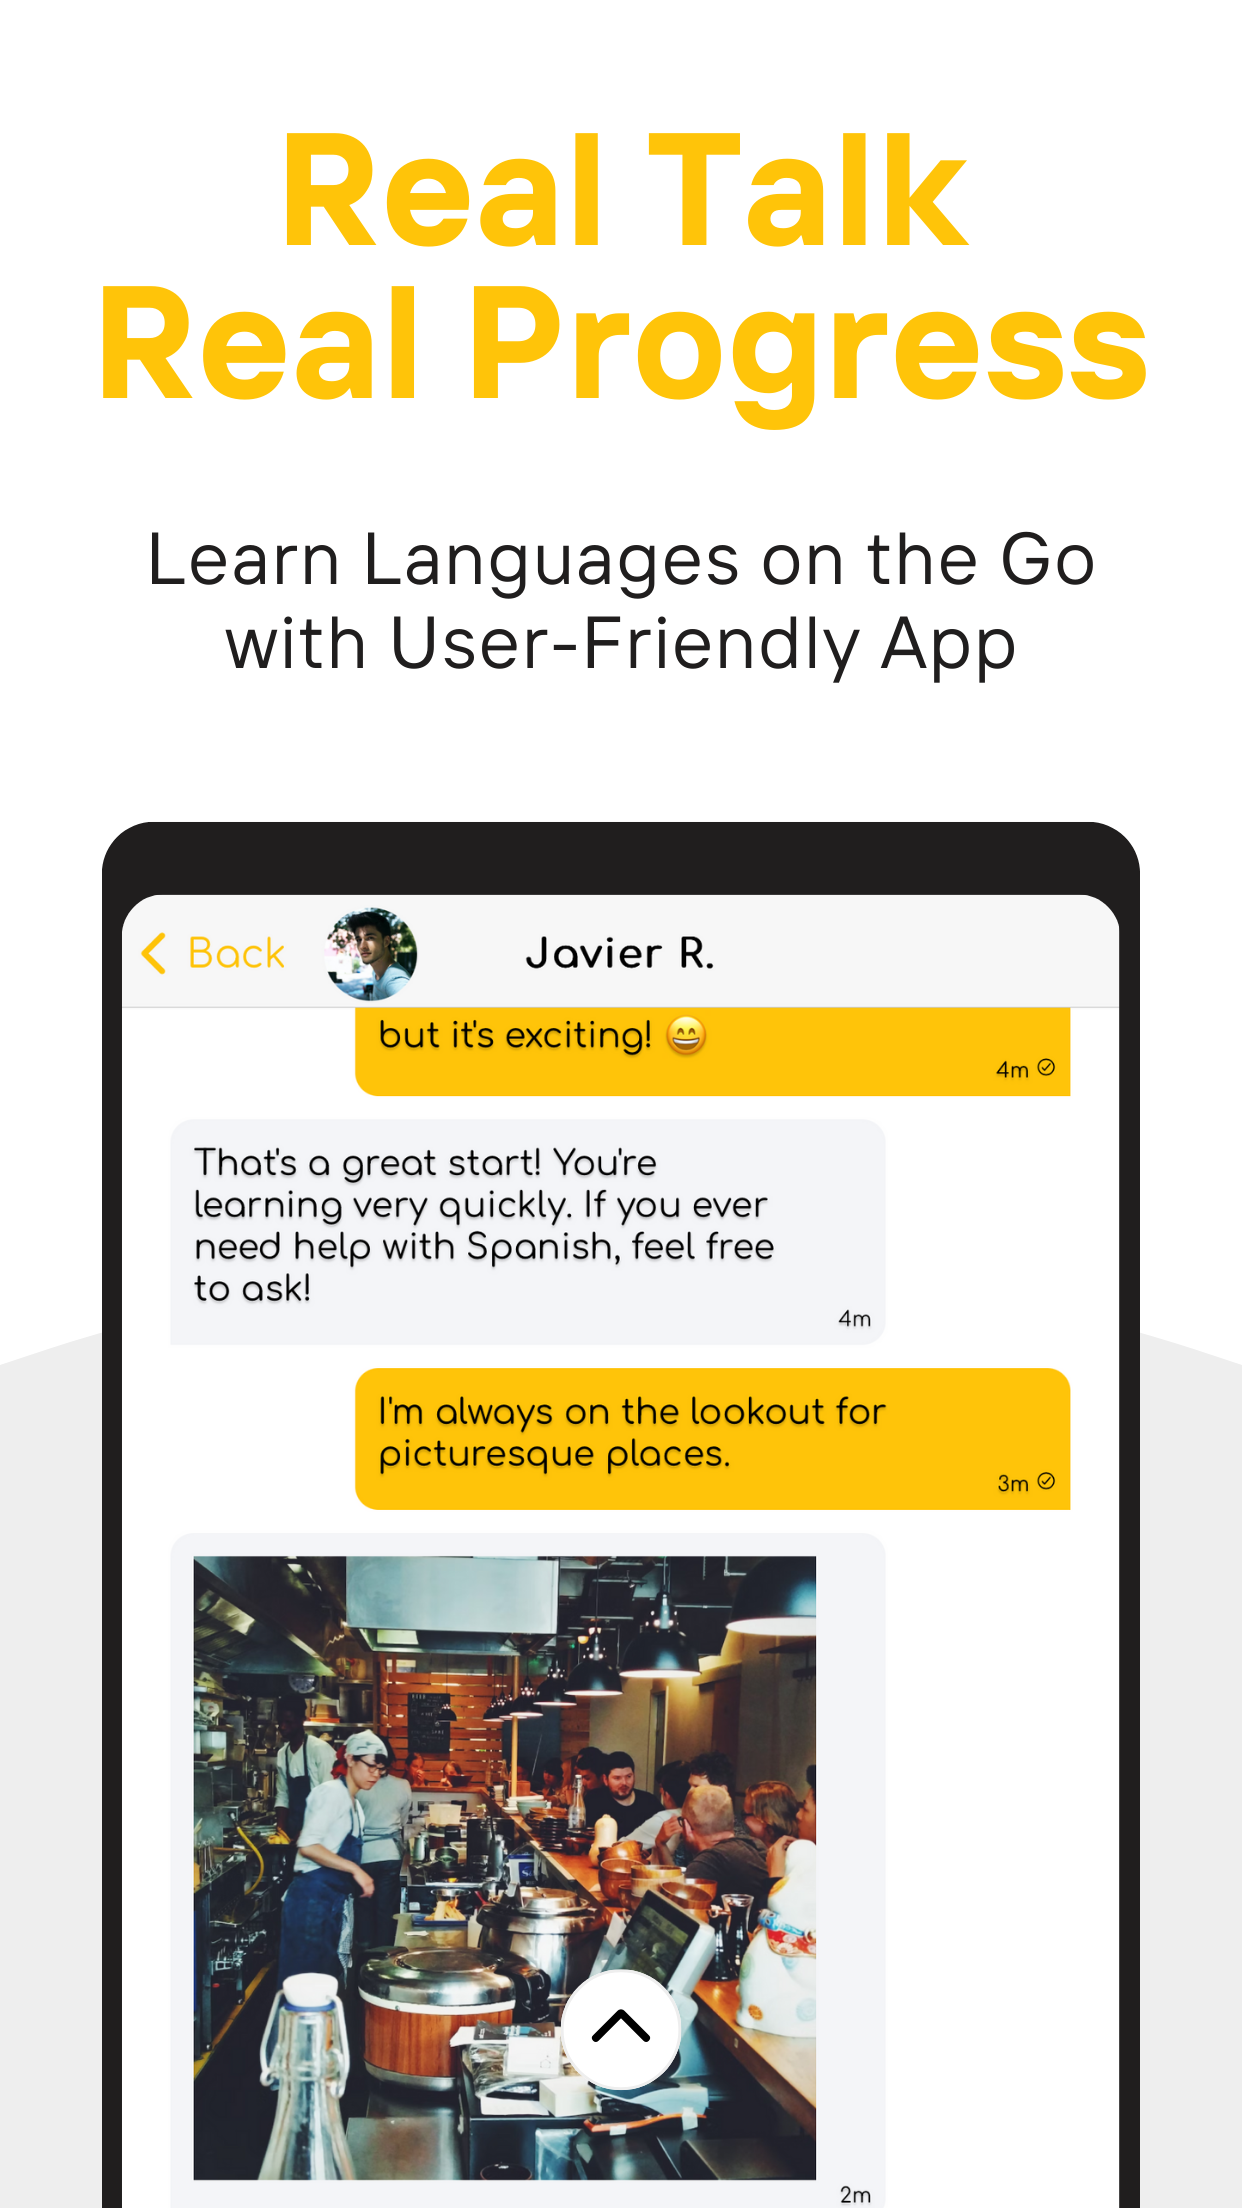 Real Talk
Real Progress
Learn Languages on the Go
with User-Friendly App
Back
Javier R.
but it's exciting! 😄
4m
That's a great start! You're
learning very quickly. If you ever
need help with Spanish, feel free
to ask!
4m
I'm always on the lookout for
picturesque places.
3m
2m